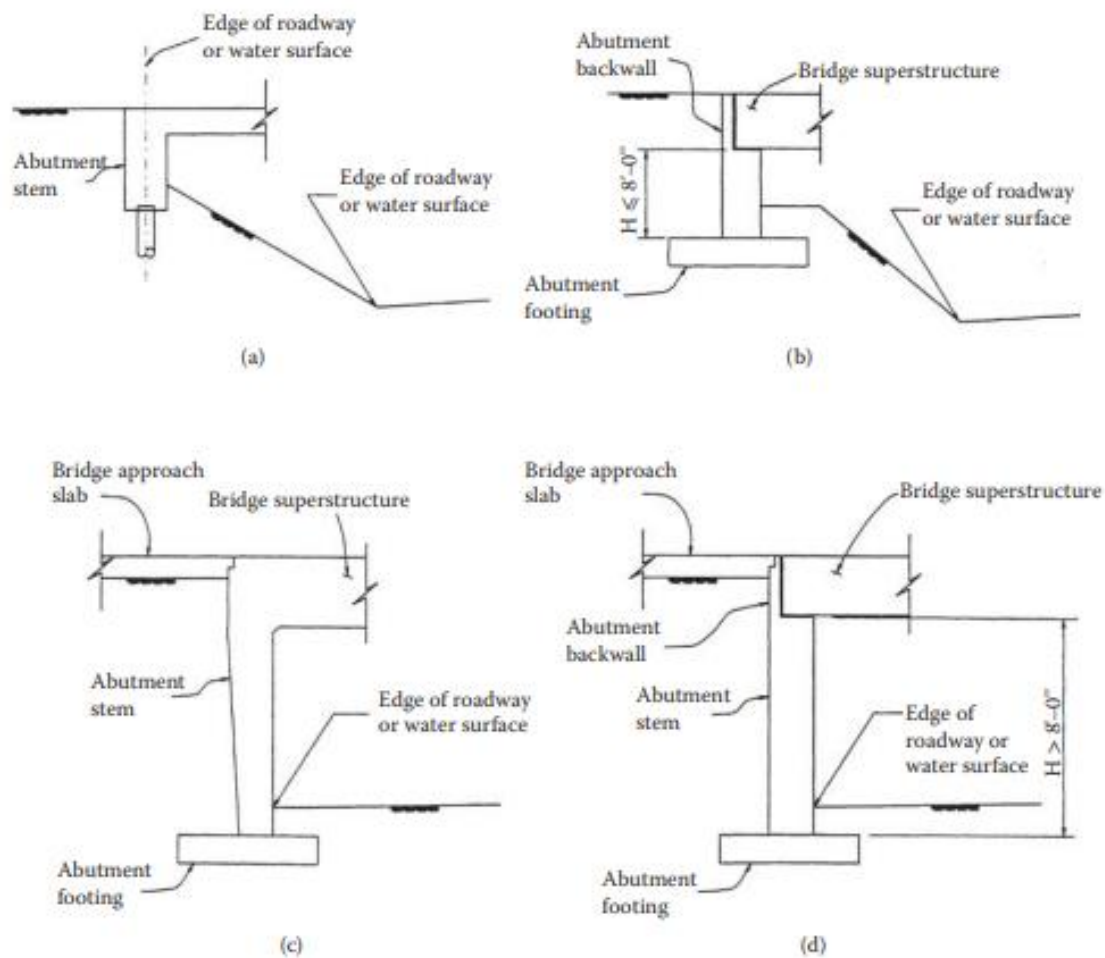 Edge of roadway
or water surface
Abutment
stem
Edge of roadway
or water surface
(a)
Abutment
backwall
Bridge superstructure
H ⩽ 8'–0"
Edge of roadway
or water surface
Abutment
footing
(b)
Bridge approach
slab
Bridge superstructure
Abutment
stem
Edge of roadway
or water surface
Abutment
footing
(c)
Bridge approach
slab
Bridge superstructure
Abutment
backwall
Abutment
stem
Edge of
roadway or
water surface
H > 8–0"
Abutment
footing
(d)